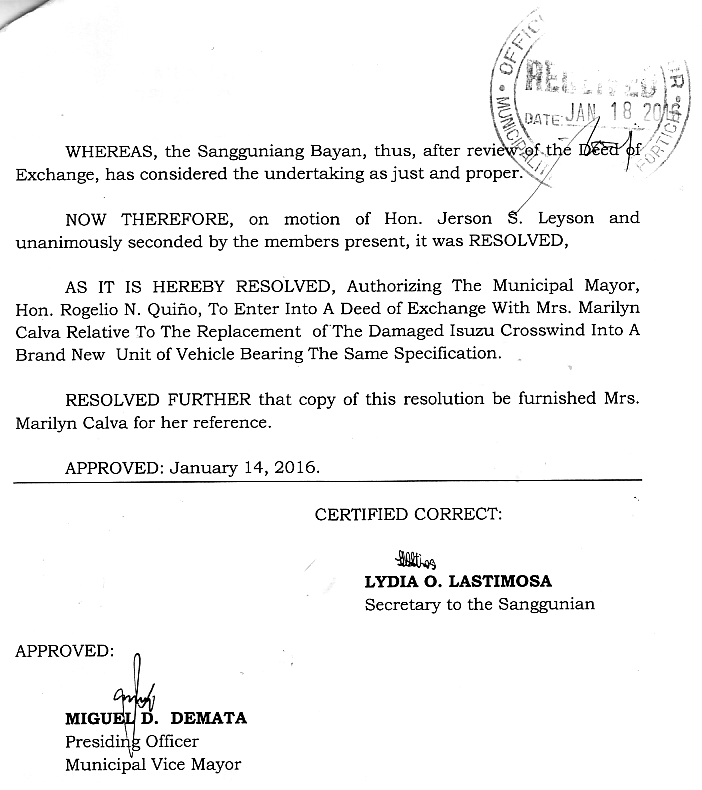 OFFIC
RECEIVED
DATE: JAN 18 2016
MUNICIPALIT
FORTICH
WHEREAS, the Sangguniang Bayan, thus, after review of the Deed of
Exchange, has considered the undertaking as just and proper.
NOW THEREFORE, on motion of Hon. Jerson S. Leyson and
unanimously seconded by the members present, it was RESOLVED,
AS IT IS HEREBY RESOLVED, Authorizing The Municipal Mayor,
Hon. Rogelio N. Quiño, To Enter Into A Deed of Exchange With Mrs. Marilyn
Calva Relative To The Replacement of The Damaged Isuzu Crosswind Into A
Brand New Unit of Vehicle Bearing The Same Specification.
RESOLVED FURTHER that copy of this resolution be furnished Mrs.
Marilyn Calva for her reference.
APPROVED: January 14, 2016.
CERTIFIED CORRECT:
LYDIA O. LASTIMOSA
Secretary to the Sanggunian
APPROVED:
MIGUEL D. DEMATA
Presiding Officer
Municipal Vice Mayor